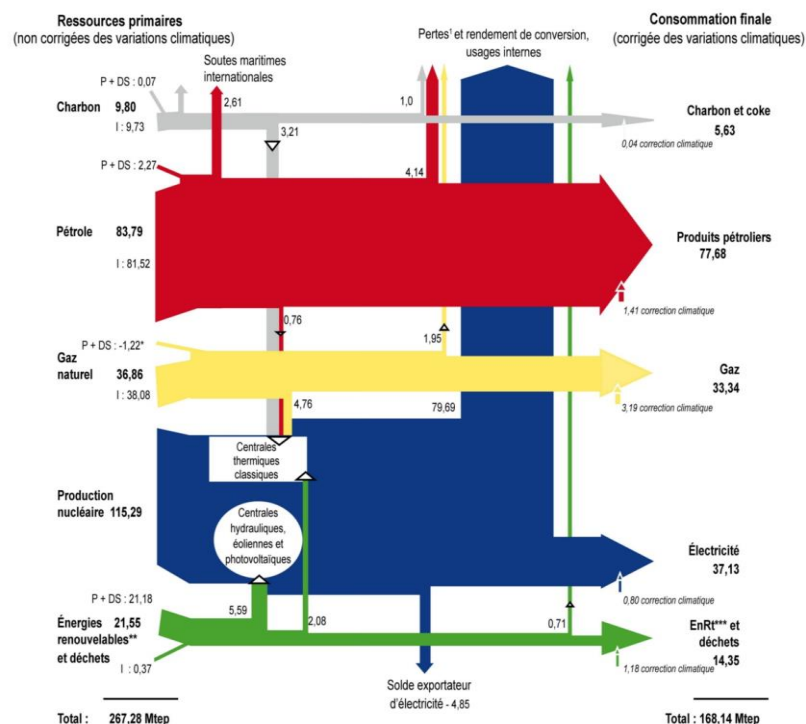 Ressources primaires
(non corrigées des variations climatiques)
Consommation finale
(corrigée des variations climatiques)
Pertes¹ et rendement de conversion,
usages internes
Soutes maritimes
internationales
P + DS : 0,07
Charbon 9,80
I : 9,73
2,61
3,21
1,0
Charbon et coke
5,63
0,04 correction climatique
P + DS : 2,27
4,14
Pétrole 83,79
I : 81,52
Produits pétroliers
77,68
1,41 correction climatique
0,76
P + DS : -1,22*
1,95
Gaz
naturel 36,86
I : 38,08
Gaz
33,34
3,19 correction climatique
4,76
79,69
Centrales
thermiques
classiques
Production
nucléaire 115,29
Centrales
hydrauliques,
éoliennes et
photovoltaïques
Électricité
37,13
0,80 correction climatique
P + DS : 21,18
5,59
2,08
0,71
Énergies 21,55
renouvelables**
et déchets
I : 0,37
EnRt*** et
déchets
14,35
1,18 correction climatique
Solde exportateur
d'électricité - 4,85
Total : 267,28 Mtep
Total : 168,14 Mtep